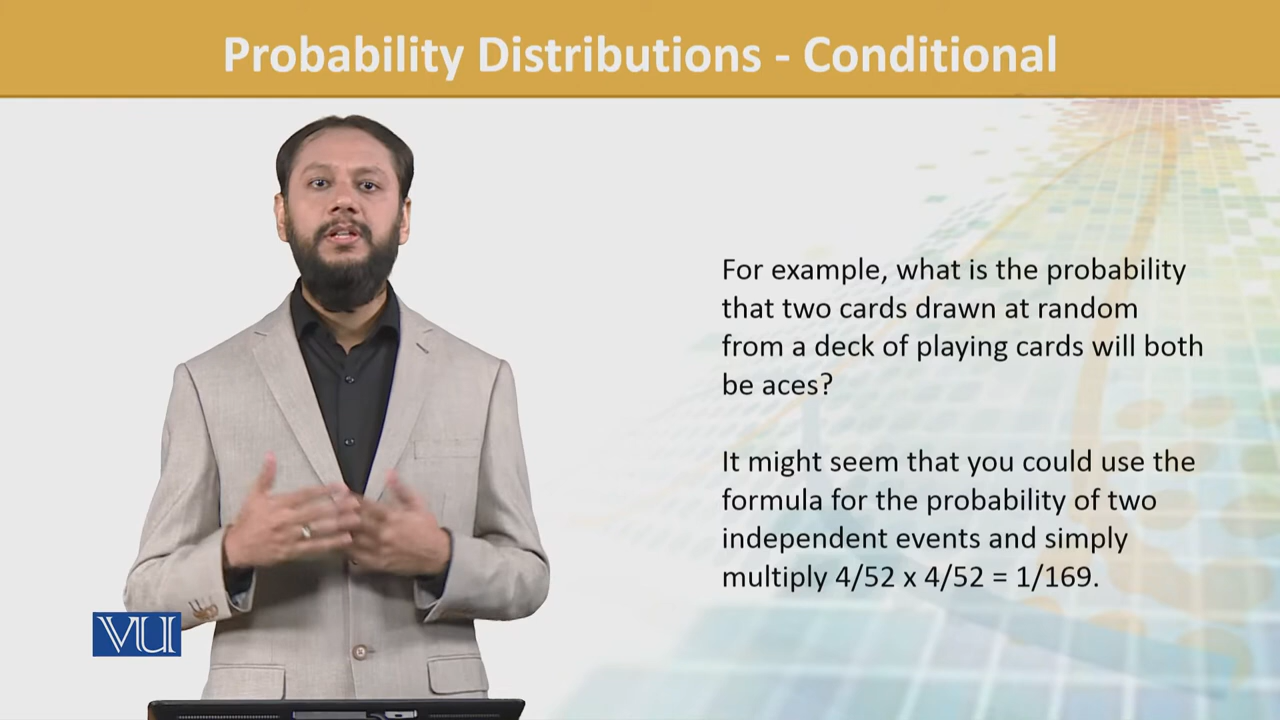 Probability Distributions - Conditional
For example, what is the probability
that two cards drawn at random
from a deck of playing cards will both
be aces?
It might seem that you could use the
formula for the probability of two
independent events and simply
multiply 4/52 x 4/52 = 1/169.
VU